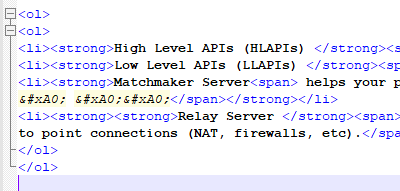 <ol>
<ol>
<li><strong>High Level APIs (HLAPIs) </strong><s
<li><strong>Low Level APIs (LLAPIs) </strong><sp
<li><strong>Matchmaker Server<span> helps your p
&#xA0; &#xA0;&#xA0;</span></strong></li>
<li><strong><strong>Relay Server </strong><span>
to point connections (NAT, firewalls, etc).</spa
</ol>
</ol>